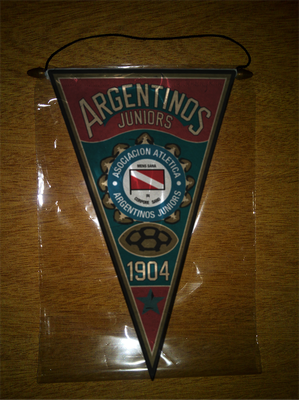 ARGENTINOS
JUNIORS
ASOCIACION ATLETICA
ARGENTINOS JUNIORS
1904